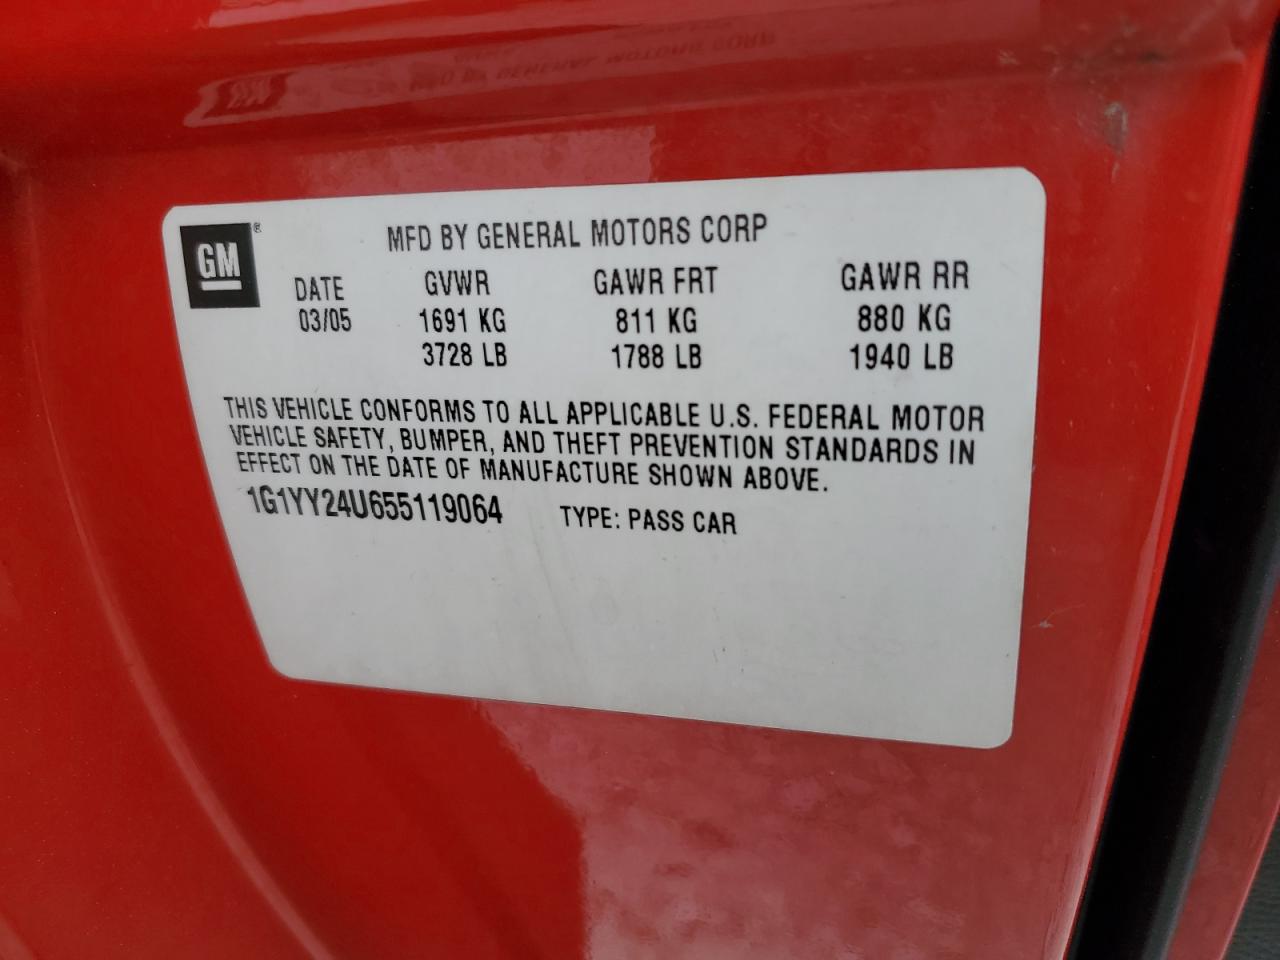 GM®
MFD BY GENERAL MOTORS CORP
DATE GVWR GAWR FRT GAWR RR
03/05 1691 KG 811 KG 880 KG
3728 LB 1788 LB 1940 LB
THIS VEHICLE CONFORMS TO ALL APPLICABLE U.S. FEDERAL MOTOR
VEHICLE SAFETY, BUMPER, AND THEFT PREVENTION STANDARDS IN
EFFECT ON THE DATE OF MANUFACTURE SHOWN ABOVE.
1G1YY24U655119064 TYPE: PASS CAR